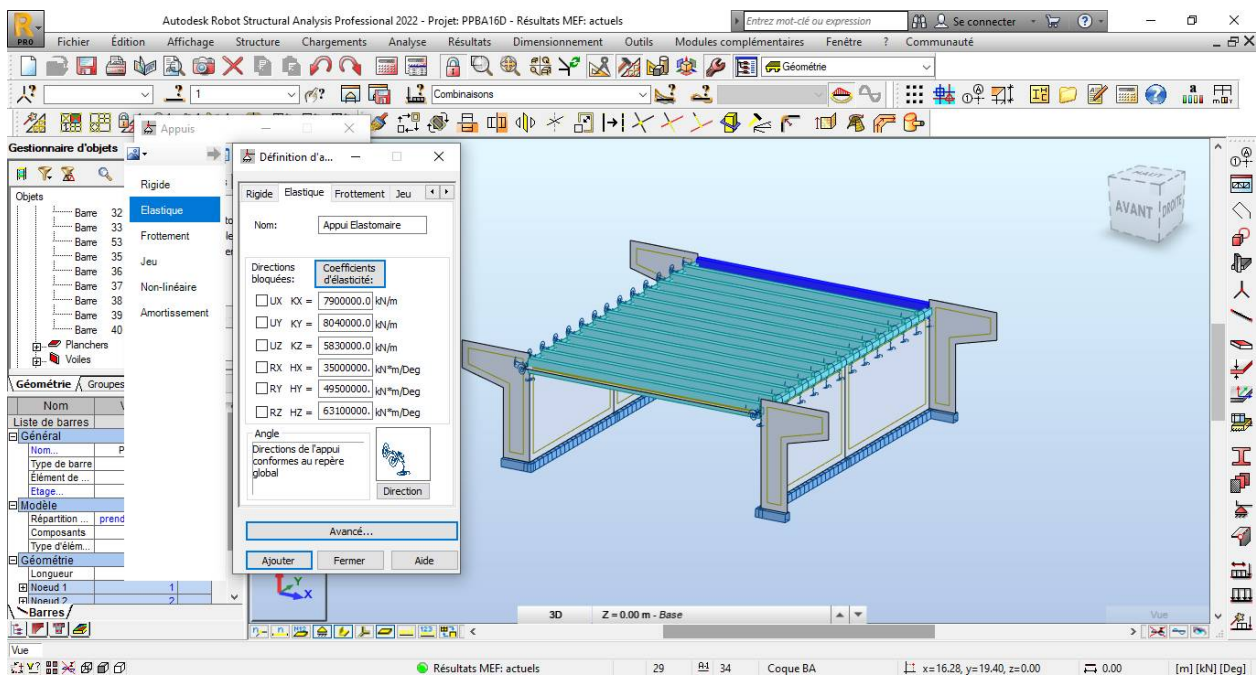 Autodesk Robot Structural Analysis Professional 2022 - Projet: PPBA16D - Résultats MEF: actuels
Entrez mot-clé ou expression
Se connecter
PRO
Fichier Édition Affichage Structure Chargements Analyse Résultats Dimensionnement Outils Modules complémentaires Fenêtre ? Communauté
Géométrie
1
Combinaisons
Gestionnaire d'objets
Objets
Barre 32
Barre 33
Barre 53
Barre 35
Barre 36
Barre 37
Barre 38
Barre 39
Barre 40
Planchers
Voiles
Géométrie
Groupes
Nom
Liste de barres
Général
Nom...
P
Type de barre
Élément de ...
Etage...
Modèle
Répartition ...
prend
Composants
Type d'élém...
Géométrie
Longueur
Noeud 1 1
Noeud 2 2
Barres
Appuis
Rigide
Elastique
Frottement
Jeu
Non-linéaire
Amortissement
Définition d'a...
Rigide Elastique Frottement Jeu
Nom: Appui Elastomaire
Directions bloquées:
Coefficients d'élasticité:
UX KX = 7900000.0 kN/m
UY KY = 8040000.0 kN/m
UZ KZ = 5830000.0 kN/m
RX HX = 35000000. kN*m/Deg
RY HY = 49500000. kN*m/Deg
RZ HZ = 63100000. kN*m/Deg
Angle
Directions de l'appui
conformes au repère
global
Direction
Avancé...
Ajouter Fermer Aide
HAUT
AVANT
DROITE
Y
X
3D Z = 0.00 m - Base
Vue
Vue
Résultats MEF: actuels 29 34 Coque BA x=16.28, y=19.40, z=0.00 0.00 [m] [kN] [Deg]